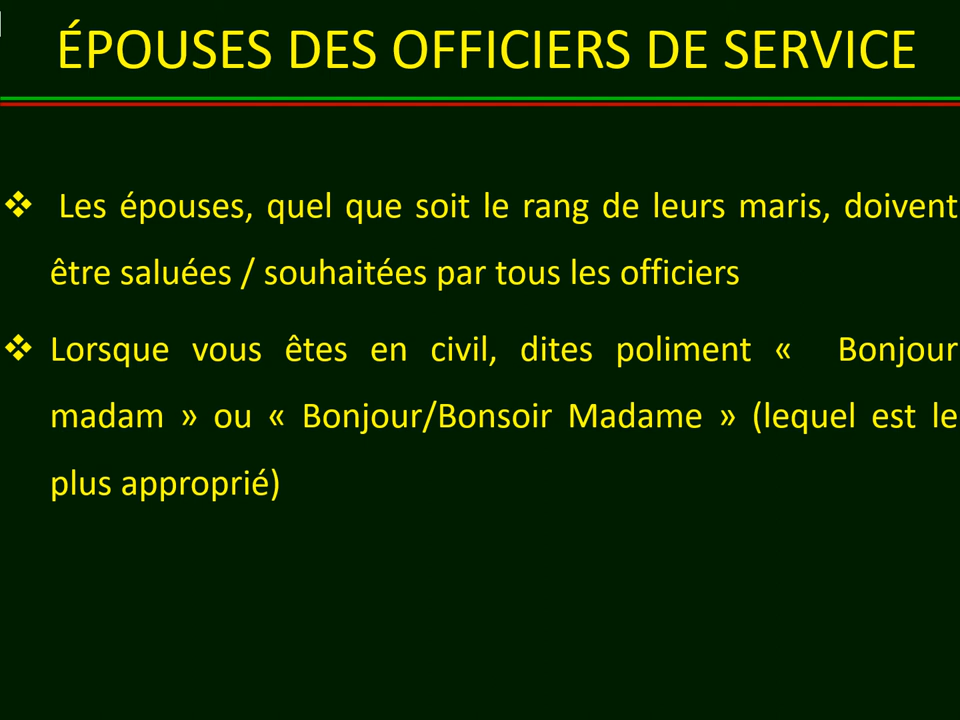 ÉPOUSES DES OFFICIERS DE SERVICE
❖ Les épouses, quel que soit le rang de leurs maris, doivent
être saluées / souhaitées par tous les officiers
❖ Lorsque vous êtes en civil, dites poliment « Bonjour
madam » ou « Bonjour/Bonsoir Madame » (lequel est le
plus approprié)